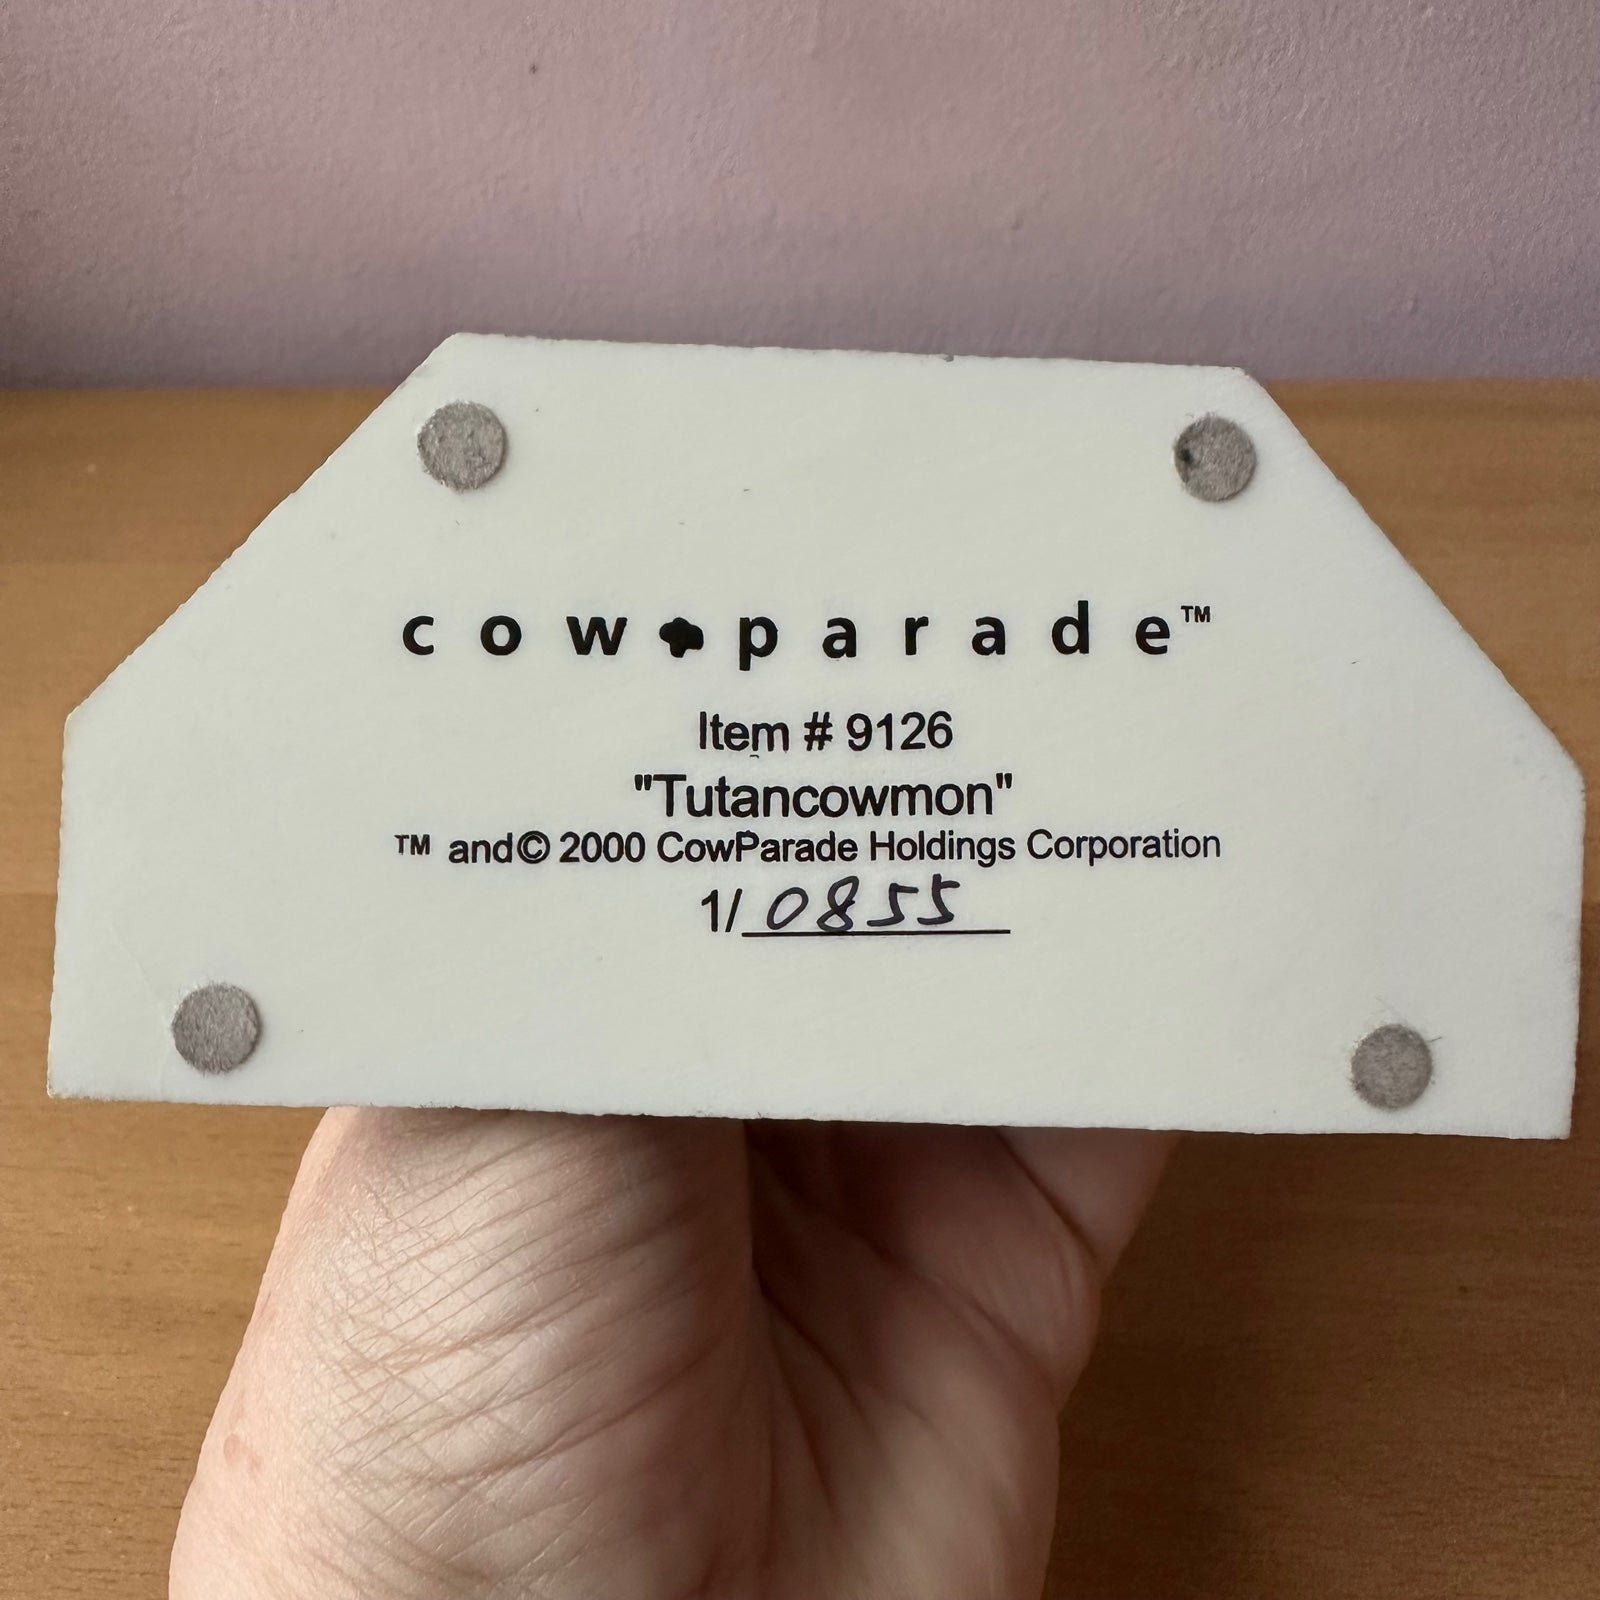 cow parade™
Item # 9126
"Tutancowmon"
™ and © 2000 CowParade Holdings Corporation
1/0855